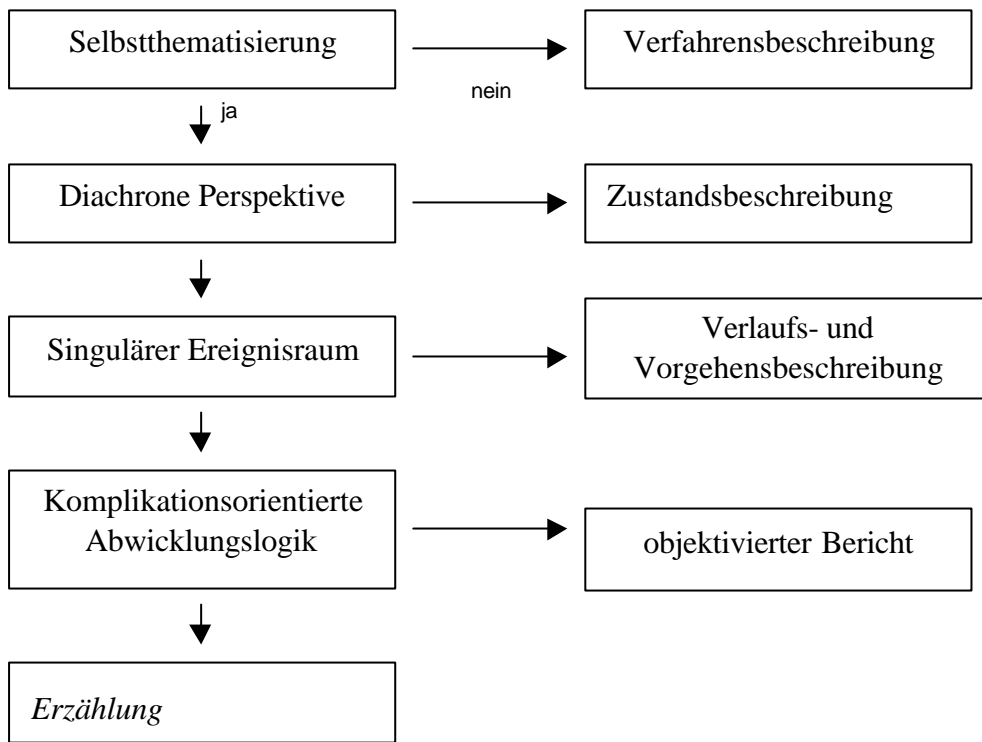 Selbstthematisierung
Verfahrensbeschreibung
nein
ja
Diachrone Perspektive
Zustandsbeschreibung
Singulärer Ereignisraum
Verlaufs- und
Vorgehensbeschreibung
Komplikationsorientierte
Abwicklungslogik
objektivierter Bericht
Erzählung